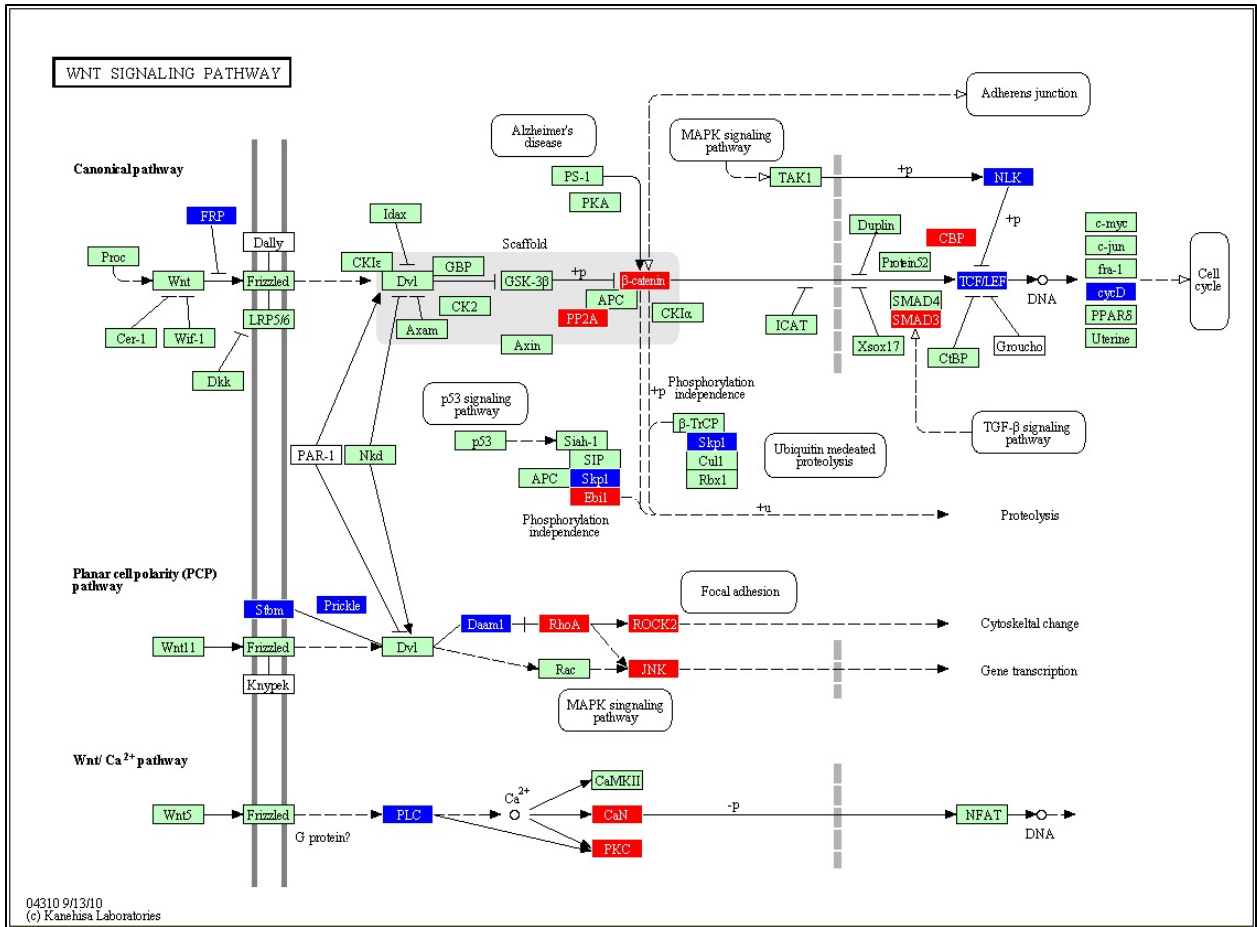 WNT SIGNALING PATHWAY
Adherens junction
Alzheimer's
disease
MAPK signaling
pathway
Canonical pathway
PS-1
TAK1
+p
NLK
PKA
FRP
Idax
+p
Dally
Scaffold
Duplin
CBP
c-myc
c-jun
Proc
CKIε
GBP
+p
Protein52
fra-1
Cell
cycle
Wnt
Frizzled
Dvl
GSK-3β
β-catenin
TCF/LEF
DNA
cycD
CK2
APC
SMAD4
PPARδ
LRP5/6
PP2A
CKIα
SMAD3
Axam
ICAT
Uterine
Cer-1
Wif-1
Axin
Xsox17
Groucho
CtBP
Dkk
+p
Phosphorylation
independence
p53 signaling
pathway
β-TrCP
TGF-β signaling
pathway
p53
Siah-1
Skp1
Ubiquitin medeated
proteolysis
PAR-1
Nkd
SIP
Cul1
APC
Skp1
Rbx1
Ebi1
+u
Proteolysis
Phosphorylation
independence
Planar cell polarity (PCP)
pathway
Focal adhesion
Stbm
Prickle
Daam1
RhoA
ROCK2
Cytoskeltal change
Wnt11
Frizzled
Dvl
Rac
JNK
Gene transcription
Knypek
MAPK singnaling
pathway
Wnt/ Ca2+ pathway
CaMKII
Ca2+
Wnt5
Frizzled
PLC
CaN
-p
NFAT
DNA
G protein?
PKC
04310 9/13/10
(c) Kanehisa Laboratories